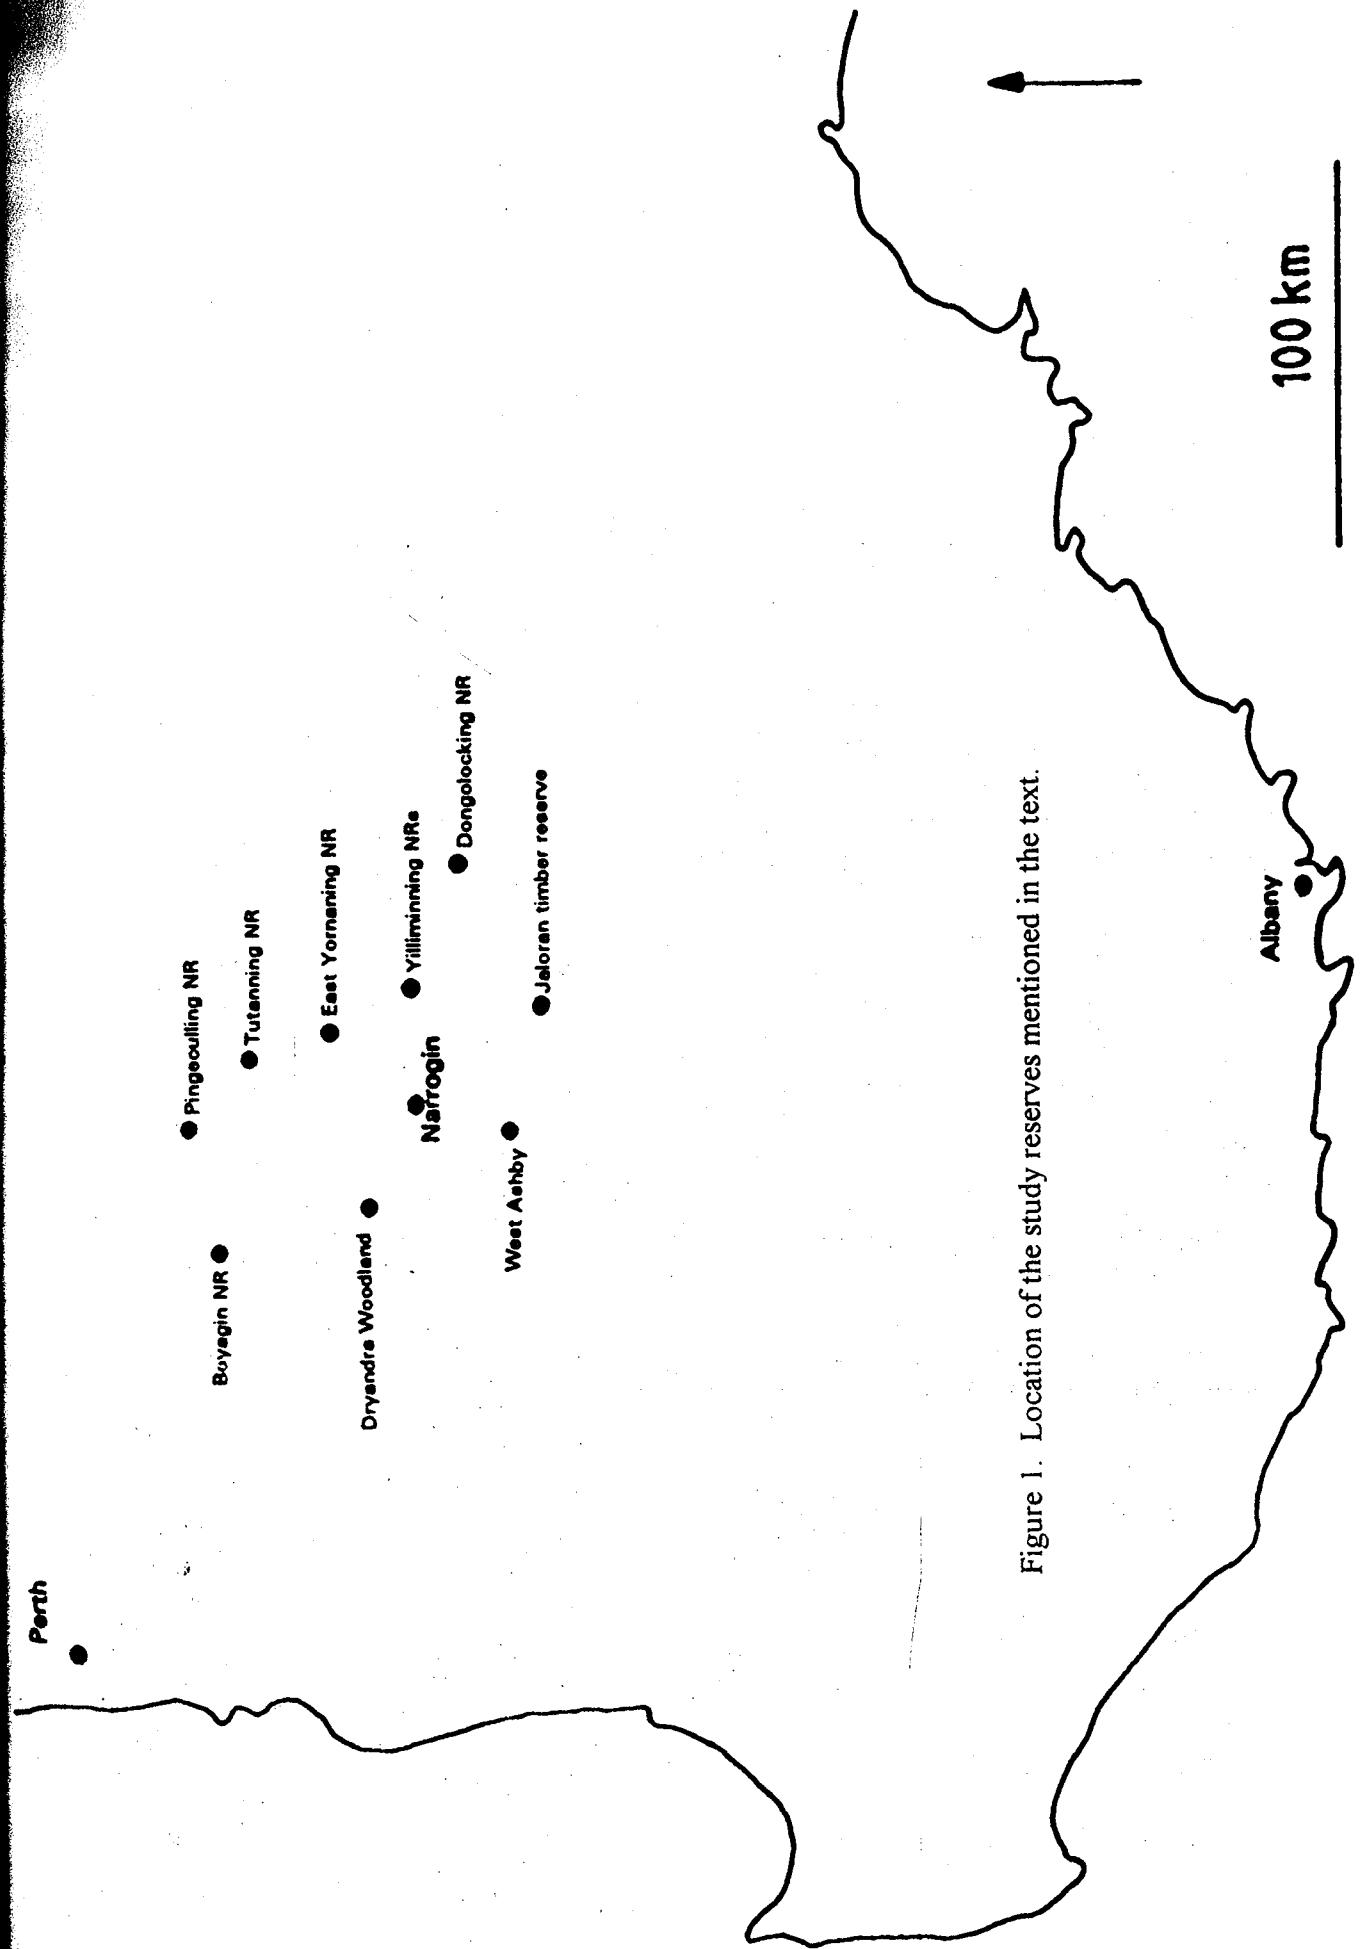 Perth
Pingeculling NR
Boyagin NR
Tutanning NR
East Yornaning NR
Dryandra Woodland
Yilliminning NRs
Narrogin
Dongolocking NR
West Ashby
Jaloran timber reserve
Figure 1. Location of the study reserves mentioned in the text.
Albany
100 km